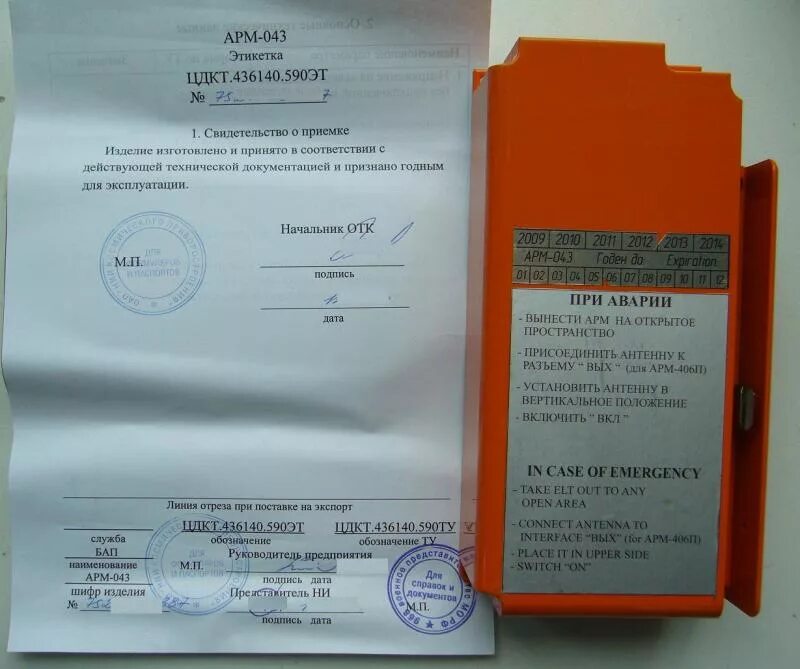 АРМ-043
Этикетка
ЦДКТ.436140.590ЭТ
№ 75 7
1. Свидетельство о приемке
Изделие изготовлено и принято в соответствии с
действующей технической документацией и признано годным
для эксплуатации.
Начальник ОТК
М.П.
подпись
дата
Линия отреза при поставке на экспорт
ЦДКТ.436140.590ЭТ ЦДКТ.436140.590ТУ
служба обозначение обозначение ТУ
БАП Руководитель предприятия
наименование М.П.
АРМ-043 подпись дата
шифр изделия Представитель НИ
№ М.П.
подпись дата
Для
справок и
документов
2009 2010 2011 2012 2013 2014
АРМ-043 Годен до Expiration
01 02 03 04 05 06 07 08 09 10 11 12
ПРИ АВАРИИ
- ВЫНЕСТИ АРМ НА ОТКРЫТОЕ
ПРОСТРАНСТВО
- ПРИСОЕДИНИТЬ АНТЕННУ К
РАЗЪЕМУ " ВЫХ " (для АРМ-406П)
- УСТАНОВИТЬ АНТЕННУ В
ВЕРТИКАЛЬНОЕ ПОЛОЖЕНИЕ
- ВКЛЮЧИТЬ " ВКЛ "
IN CASE OF EMERGENCY
- TAKE ELT OUT TO ANY
OPEN AREA
- CONNECT ANTENNA TO
INTERFACE "ВЫХ" (for АРМ-406П)
- PLACE IT IN UPPER SIDE
- SWITCH "ON"